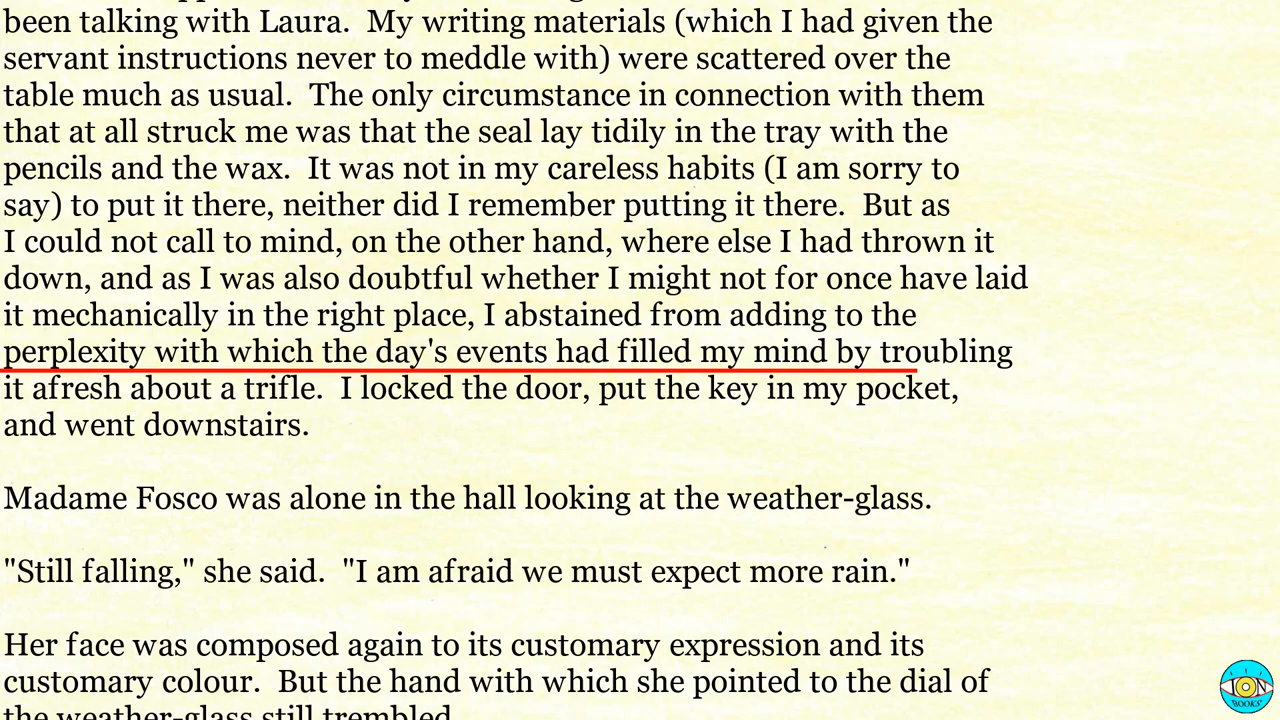 been talking with Laura.  My writing materials (which I had given the
servant instructions never to meddle with) were scattered over the
table much as usual.  The only circumstance in connection with them
that at all struck me was that the seal lay tidily in the tray with the
pencils and the wax.  It was not in my careless habits (I am sorry to
say) to put it there, neither did I remember putting it there.  But as
I could not call to mind, on the other hand, where else I had thrown it
down, and as I was also doubtful whether I might not for once have laid
it mechanically in the right place, I abstained from adding to the
perplexity with which the day's events had filled my mind by troubling
it afresh about a trifle.  I locked the door, put the key in my pocket,
and went downstairs.
Madame Fosco was alone in the hall looking at the weather-glass.
"Still falling," she said.  "I am afraid we must expect more rain."
Her face was composed again to its customary expression and its
customary colour.  But the hand with which she pointed to the dial of
the weather-glass still trembled.
ION
BOOKS